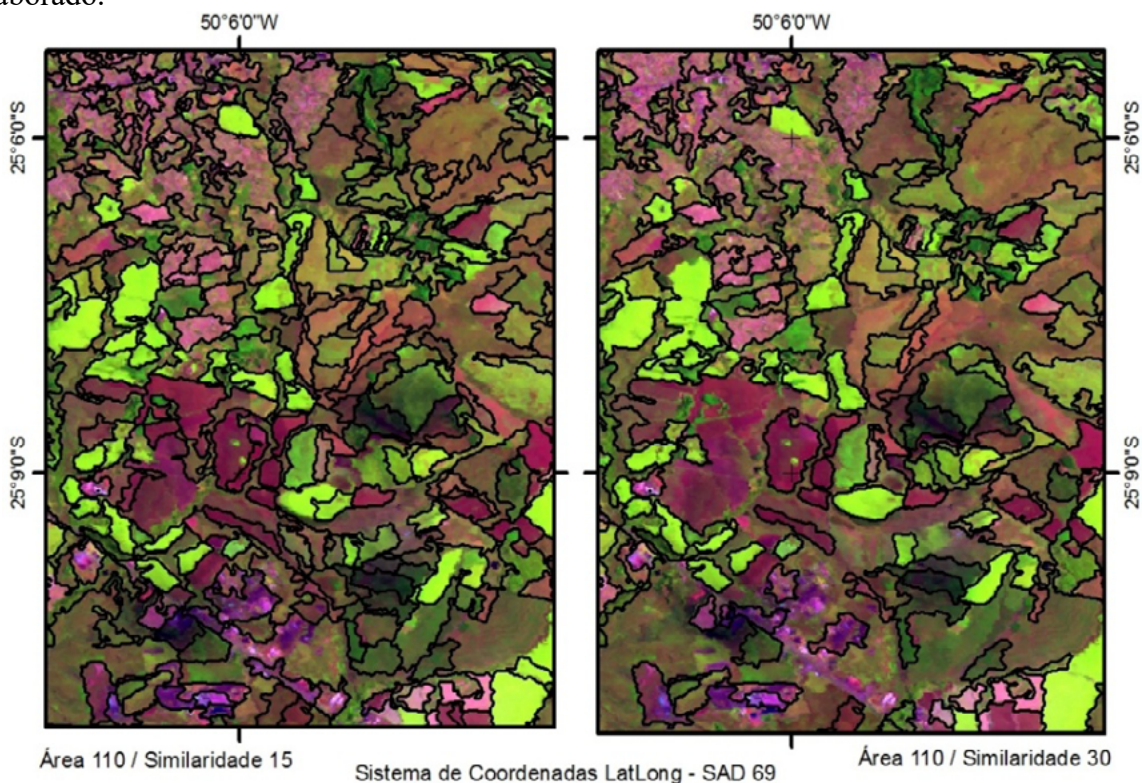 aborado.
50°6'0"W
50°6'0"W
25°6'0"S
25°6'0"S
25°9'0"S
25°9'0"S
Área 110 / Similaridade 15
Área 110 / Similaridade 30
Sistema de Coordenadas LatLong - SAD 69